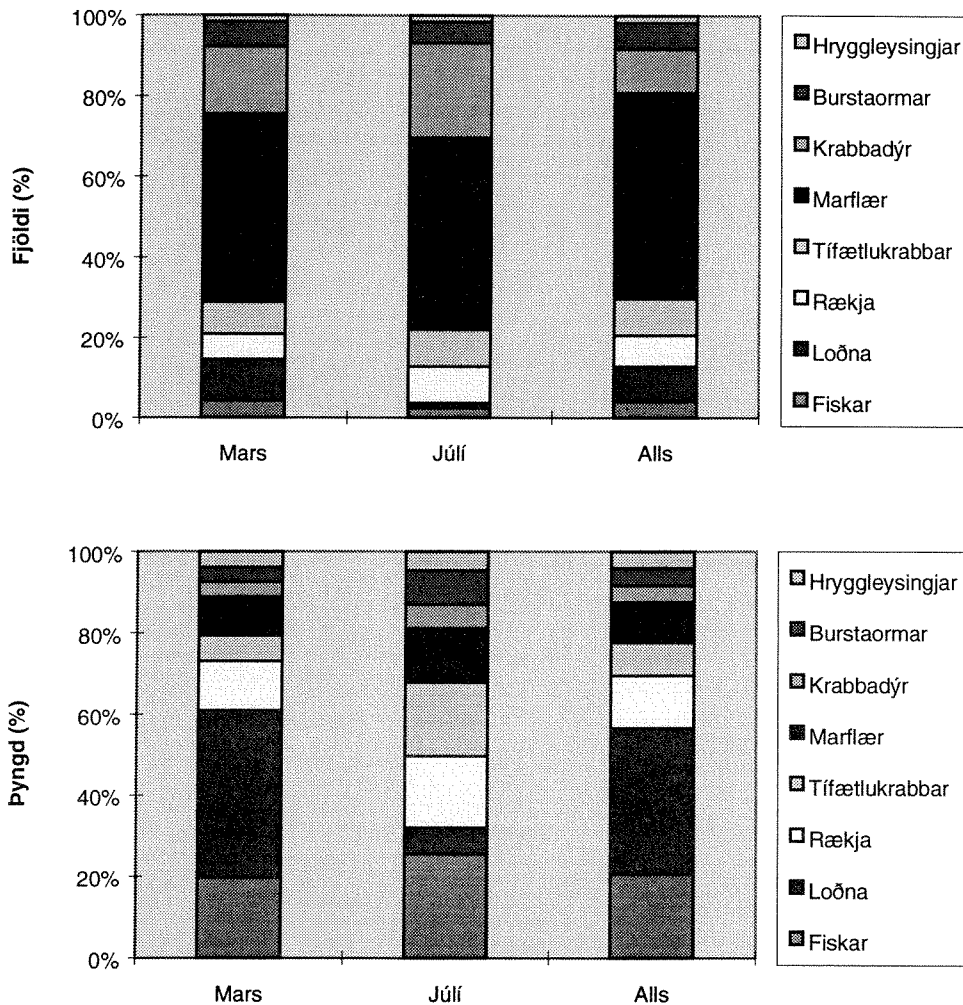 Fjöldi (%)
100%
80%
60%
40%
20%
0%
Mars
Júlí
Alls
Hryggleysingjar
Burstaormar
Krabbadýr
Marflær
Tífætlukrabbar
Rækja
Loðna
Fiskar
Þyngd (%)
100%
80%
60%
40%
20%
0%
Mars
Júlí
Alls
Hryggleysingjar
Burstaormar
Krabbadýr
Marflær
Tífætlukrabbar
Rækja
Loðna
Fiskar